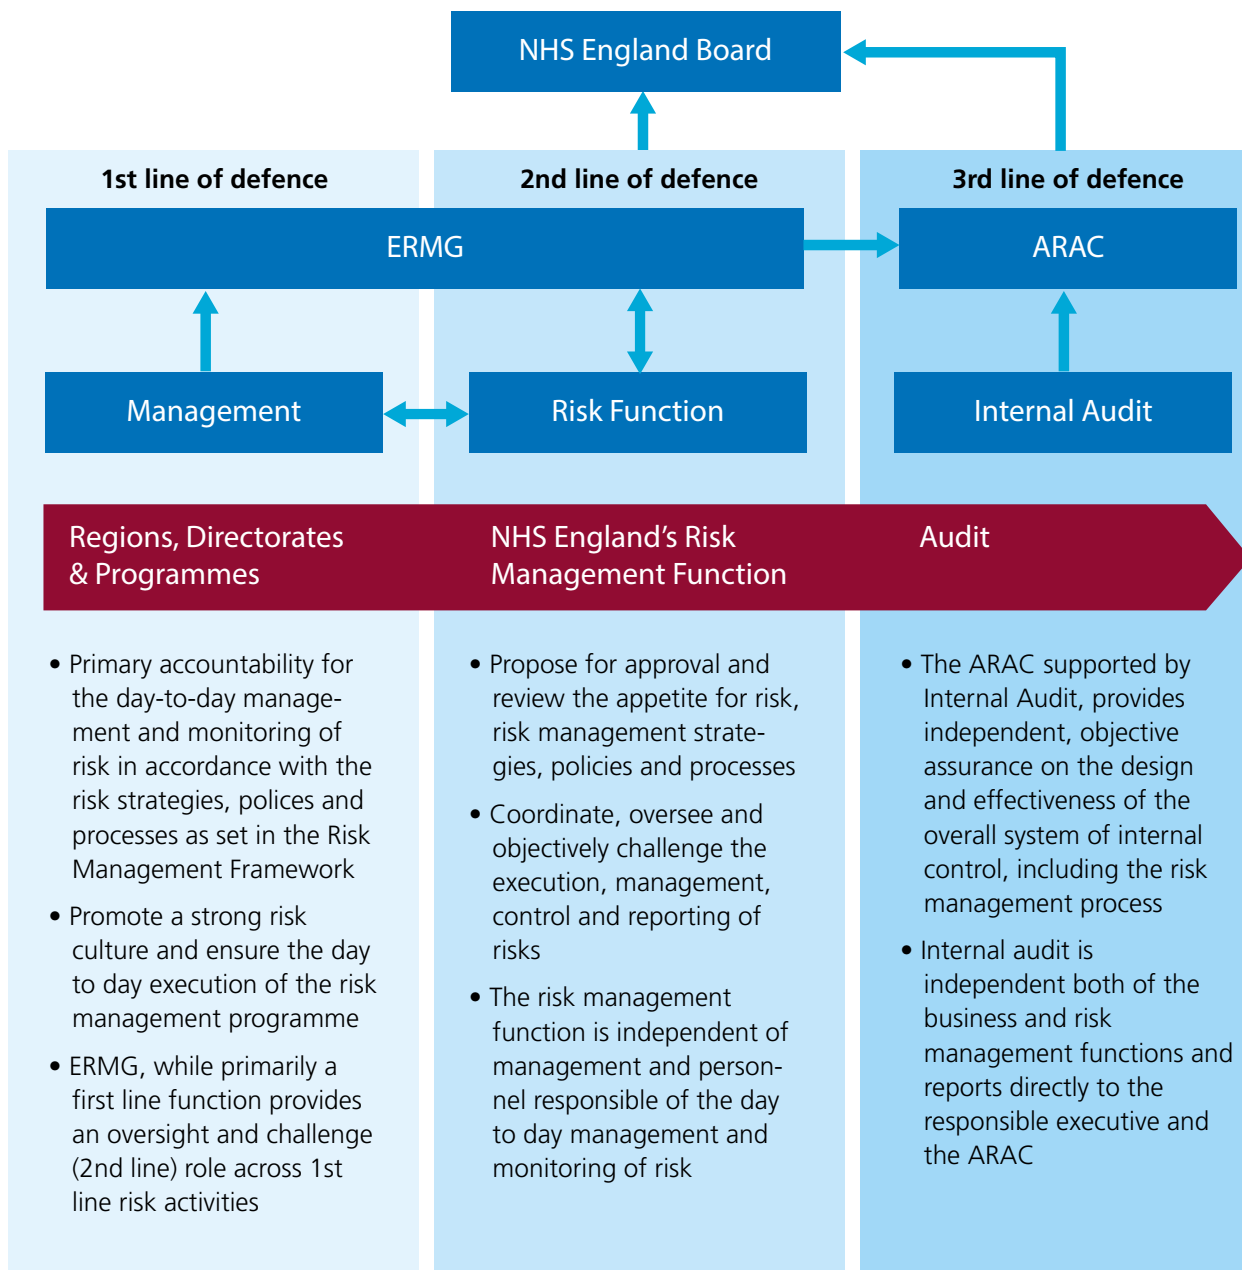 NHS England Board
1st line of defence
2nd line of defence
3rd line of defence
ERMG
ARAC
Management
Risk Function
Internal Audit
Regions, Directorates
& Programmes
NHS England’s Risk
Management Function
Audit
• Primary accountability for
the day-to-day manage-
ment and monitoring of
risk in accordance with the
risk strategies, polices and
processes as set in the Risk
Management Framework
• Promote a strong risk
culture and ensure the day
to day execution of the risk
management programme
• ERMG, while primarily a
first line function provides
an oversight and challenge
(2nd line) role across 1st
line risk activities
• Propose for approval and
review the appetite for risk,
risk management strate-
gies, policies and processes
• Coordinate, oversee and
objectively challenge the
execution, management,
control and reporting of
risks
• The risk management
function is independent of
management and person-
nel responsible of the day
to day management and
monitoring of risk
• The ARAC supported by
Internal Audit, provides
independent, objective
assurance on the design
and effectiveness of the
overall system of internal
control, including the risk
management process
• Internal audit is
independent both of the
business and risk
management functions and
reports directly to the
responsible executive and
the ARAC